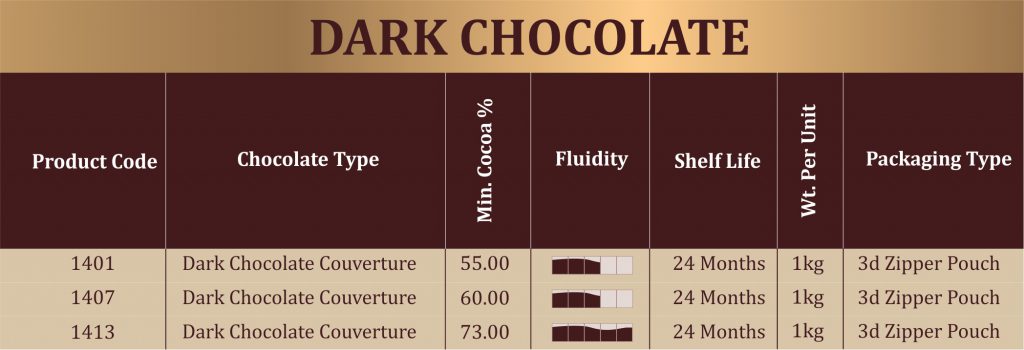 DARK CHOCOLATE
Product Code Chocolate Type Min. Cocoa % Fluidity Shelf Life Wt. Per Unit Packaging Type
1401 Dark Chocolate Couverture 55.00 24 Months 1kg 3d Zipper Pouch
1407 Dark Chocolate Couverture 60.00 24 Months 1kg 3d Zipper Pouch
1413 Dark Chocolate Couverture 73.00 24 Months 1kg 3d Zipper Pouch